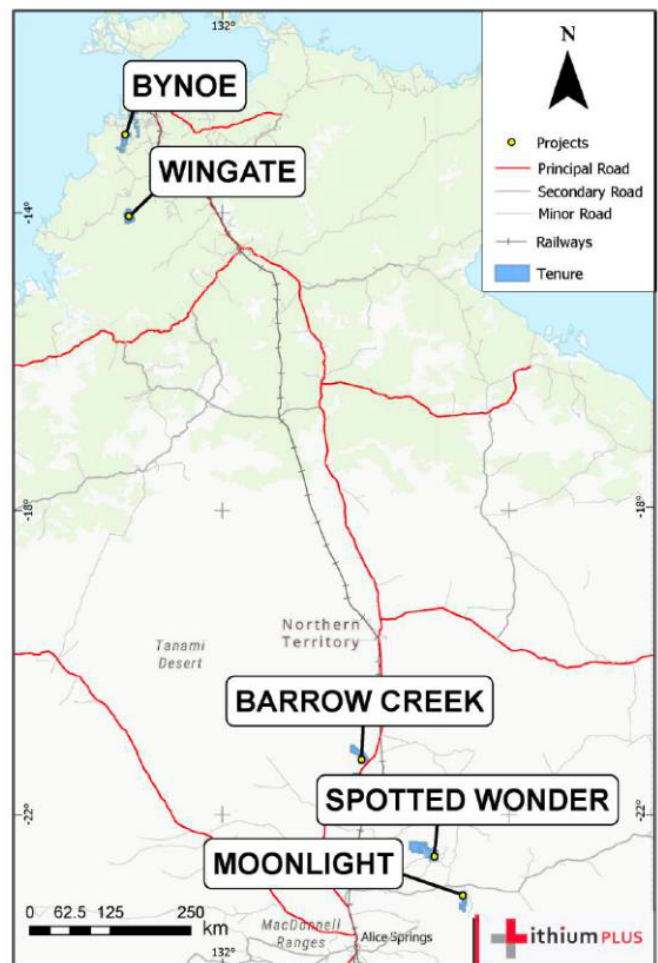 132°
N
BYNOE
Projects
WINGATE
Principal Road
Secondary Road
-14°
Minor Road
Railways
Tenure
-18°
-18°
Northern
Territory
Tanami
Desert
BARROW CREEK
SPOTTED WONDER
-22°
-22°
MOONLIGHT
0 62.5 125 250
km
MacDonnell
Ranges
Alice Springs
132°
Lithium PLUS